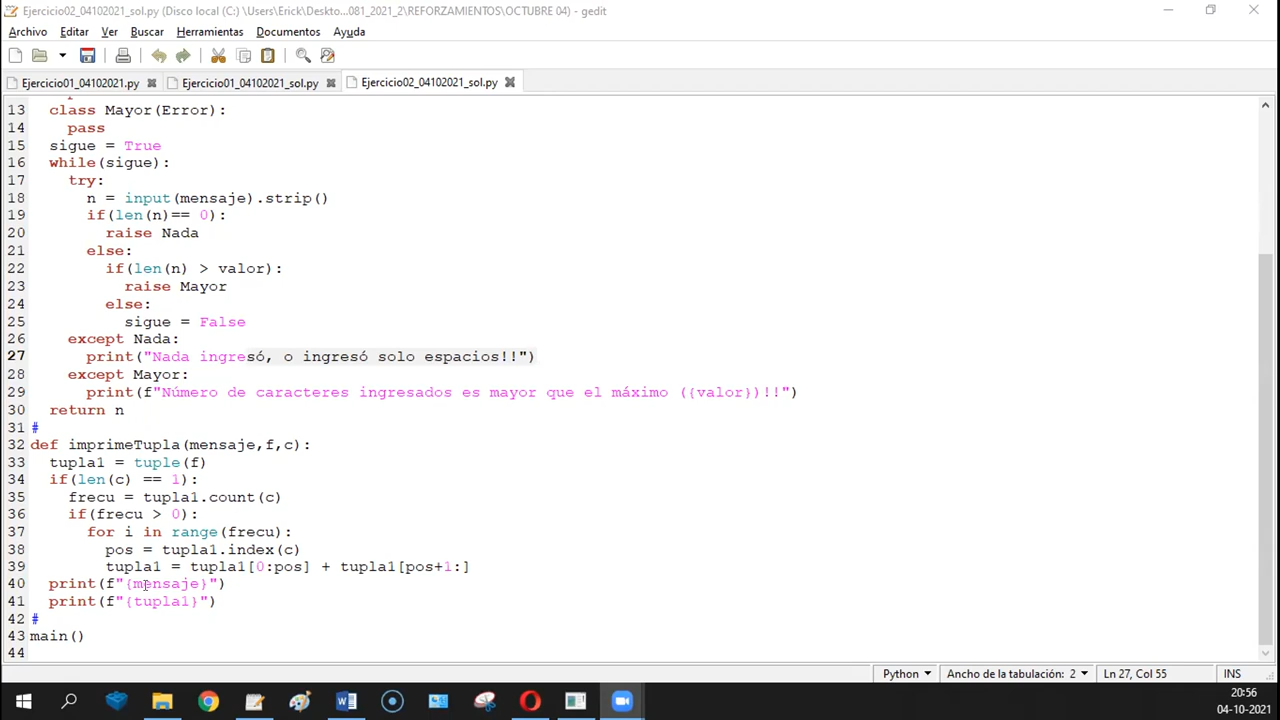 Ejercicio02_04102021_sol.py (Disco local (C:) \Users\Erick\Deskto...081_2021_2\REFORZAMIENTOS\OCTUBRE 04) - gedit
Archivo Editar Ver Buscar Herramientas Documentos Ayuda
Ejercicio01_04102021.py Ejercicio01_04102021_sol.py Ejercicio02_04102021_sol.py
13 class Mayor(Error):
14 pass
15 sigue = True
16 while(sigue):
17 try:
18 n = input(mensaje).strip()
19 if(len(n)== 0):
20 raise Nada
21 else:
22 if(len(n) > valor):
23 raise Mayor
24 else:
25 sigue = False
26 except Nada:
27 print("Nada ingresó, o ingresó solo espacios!!")
28 except Mayor:
29 print(f"Número de caracteres ingresados es mayor que el máximo ({valor})!!")
30 return n
31 #
32 def imprimeTupla(mensaje,f,c):
33 tupla1 = tuple(f)
34 if(len(c) == 1):
35 frecu = tupla1.count(c)
36 if(frecu > 0):
37 for i in range(frecu):
38 pos = tupla1.index(c)
39 tupla1 = tupla1[0:pos] + tupla1[pos+1:]
40 print(f"{mensaje}")
41 print(f"{tupla1}")
42 #
43 main()
44
Python Ancho de la tabulación: 2 Ln 27, Col 55 INS
20:56
04-10-2021